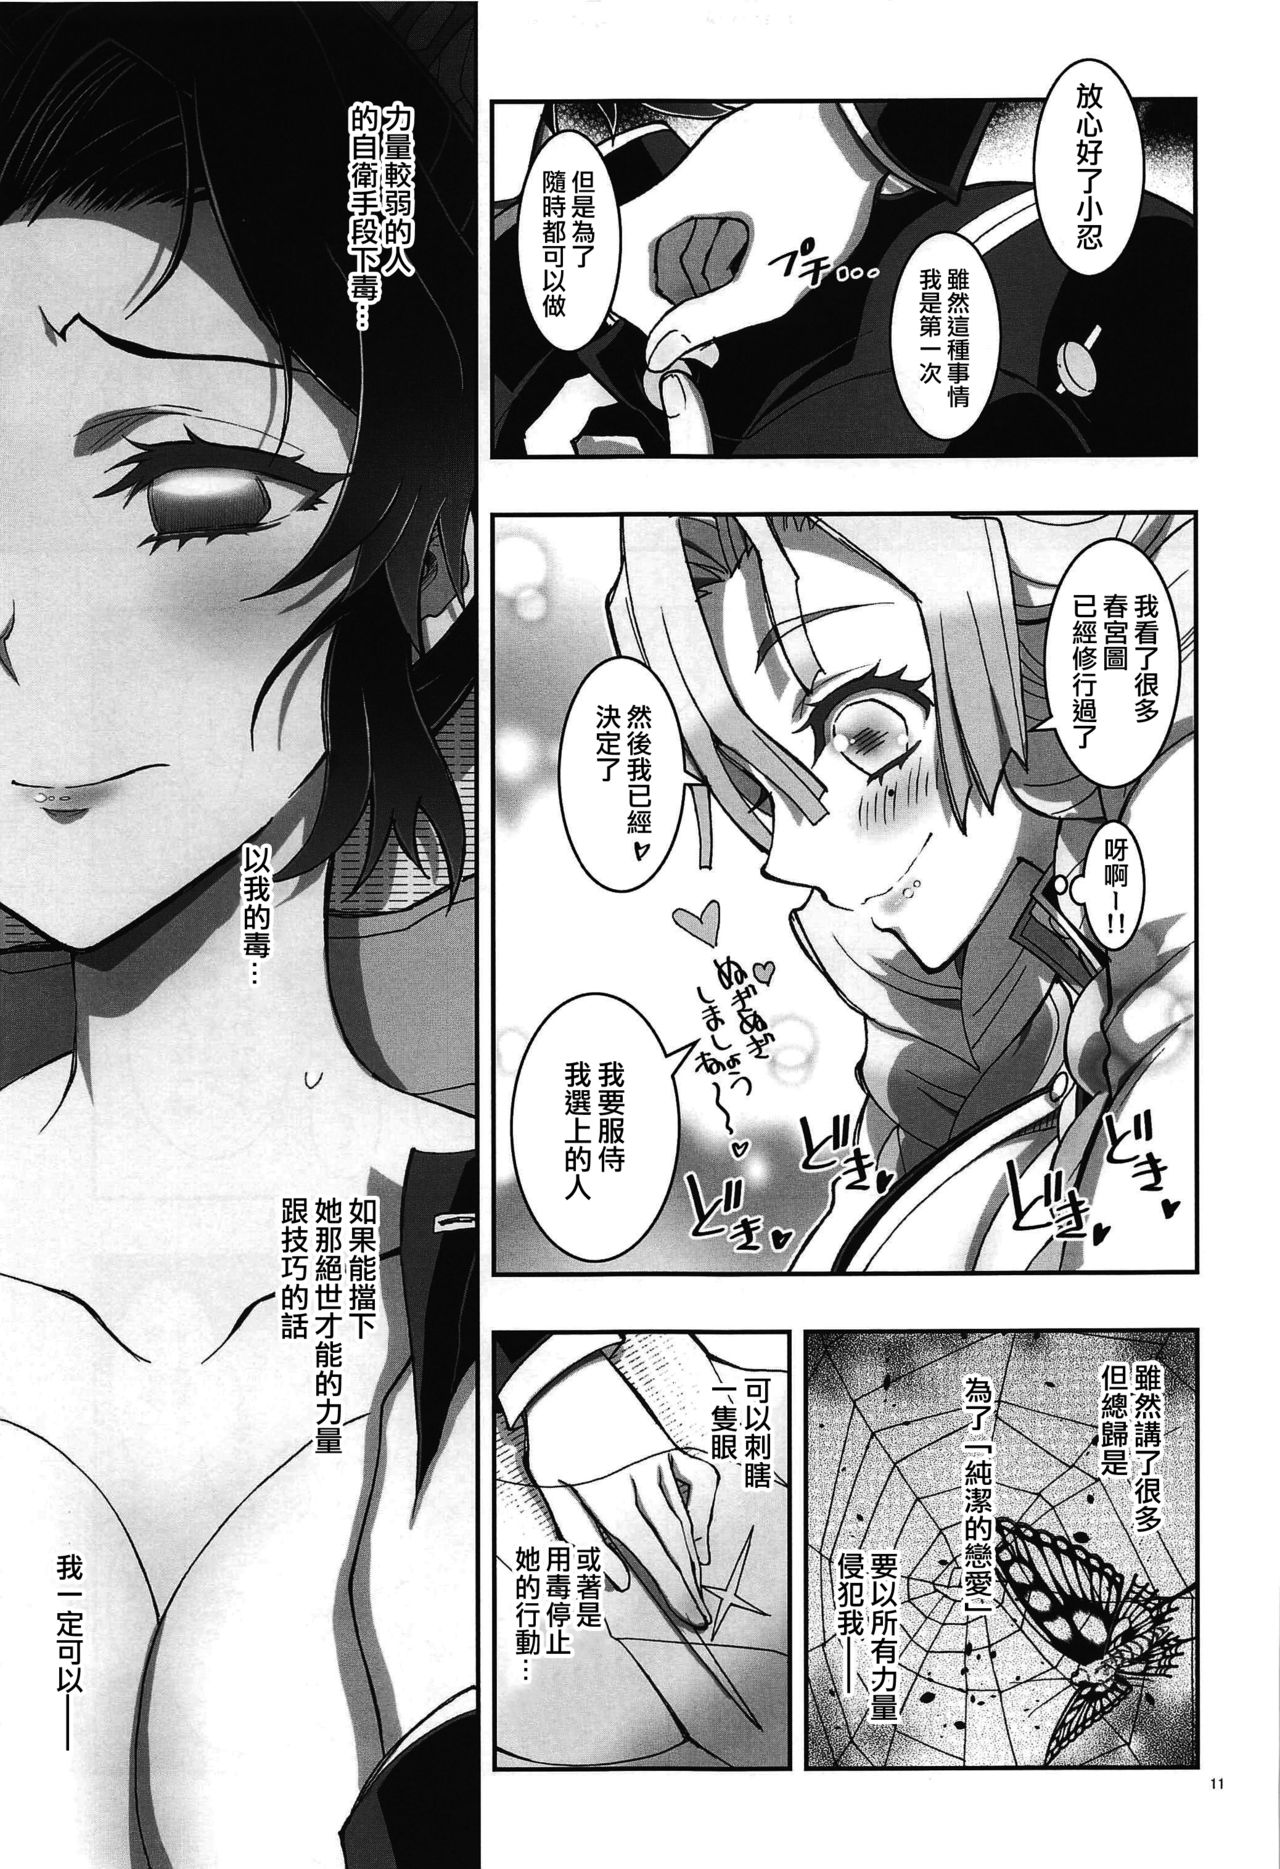 放心好了小忍
雖然這種事情
我是第一次
プチ…
但是為了
隨時都可以做
我看了很多
春宮圖
已經修行過了
呀啊ー!!
然後我已經♥
決定了
ぬぎぬぎ
しましょう
ねぇ〜♥
我要服侍
我選上的人
どき♥
どき♥
どき♥
雖然講了很多
但總歸是
為了「純潔的戀愛」
要以所有力量
侵犯我——
可以刺瞎
一隻眼
或著是
用毒停止
她的行動…
力量較弱的人
的自衛手段下毒…
以我的毒…
如果能擋下
她那絕世才能的力量
跟技巧的話
我一定可以——
11